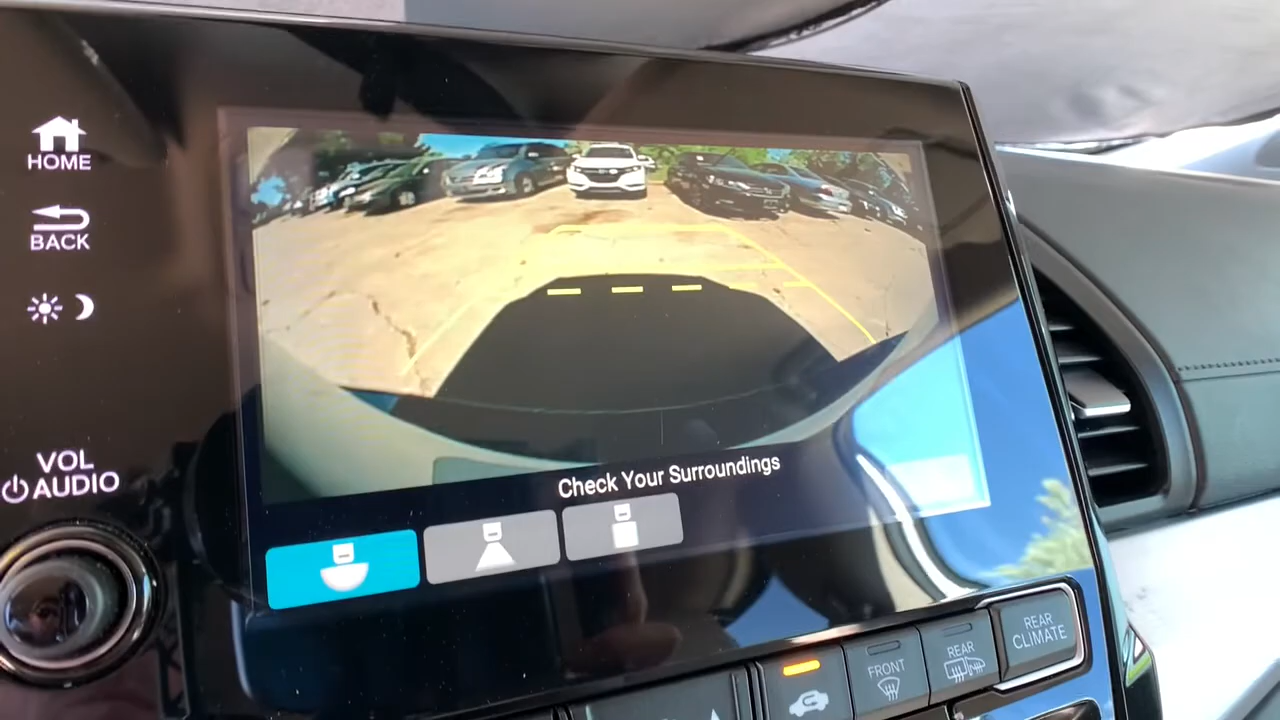 HOME
BACK
VOL
AUDIO
Check Your Surroundings
FRONT
REAR
REAR
CLIMATE